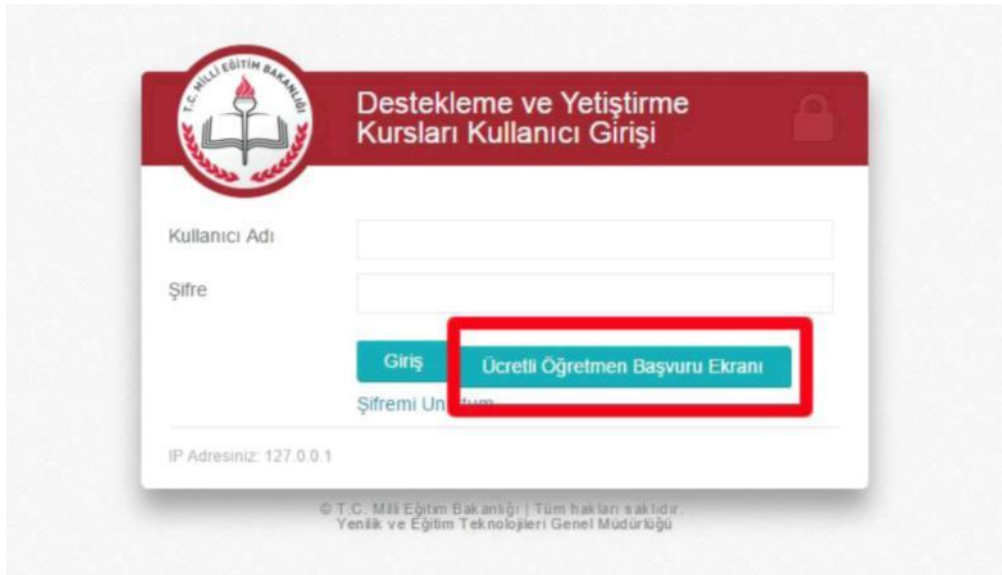 T.C. MİLLİ EĞİTİM BAKANLIĞI
Destekleme ve Yetiştirme
Kursları Kullanıcı Girişi
Kullanıcı Adı
Şifre
Giriş
Ücretli Öğretmen Başvuru Ekranı
Şifremi Un tum
IP Adresiniz: 127.0.0.1
© T.C. Milli Eğitim Bakanlığı | Tüm hakları saklıdır.
Yenilik ve Eğitim Teknolojileri Genel Müdürlüğü